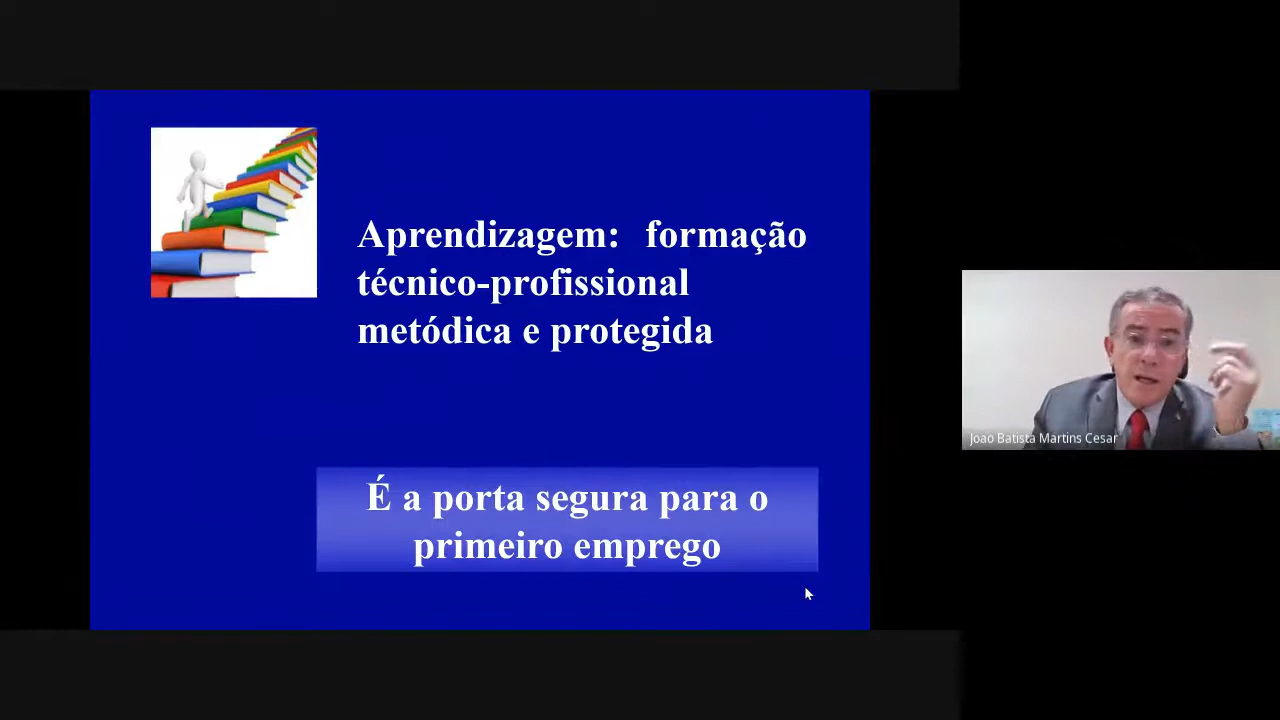 Aprendizagem: formação
técnico-profissional
metódica e protegida
É a porta segura para o
primeiro emprego
Joao Batista Martins Cesar